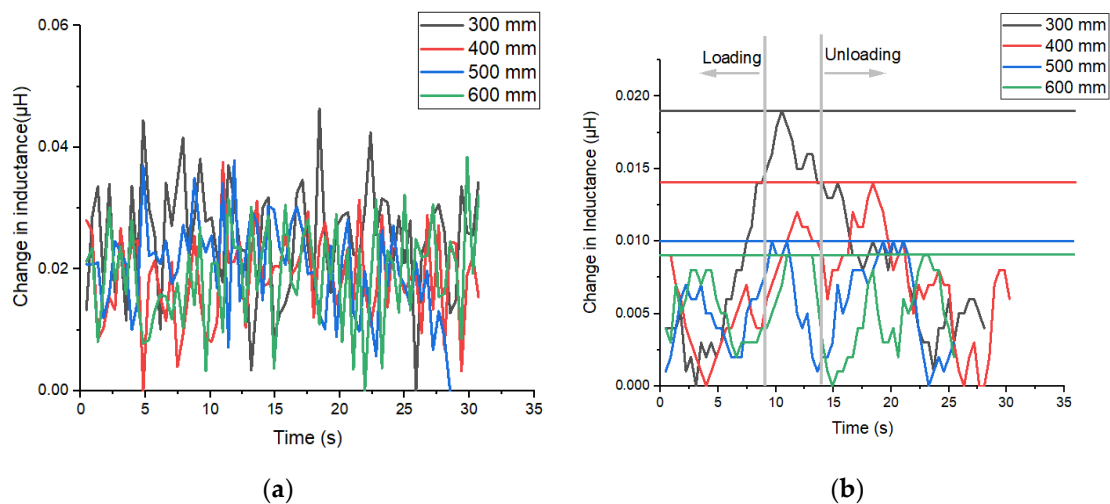 0.06
0.04
0.02
0.00
Change in inductance(μH)
0
5
10
15
20
25
30
35
Time (s)
300 mm
400 mm
500 mm
600 mm
(a)
0.020
0.015
0.010
0.005
0.000
Change in Inductance (μH)
Loading
Unloading
300 mm
400 mm
500 mm
600 mm
0
5
10
15
20
25
30
35
Time (s)
(b)